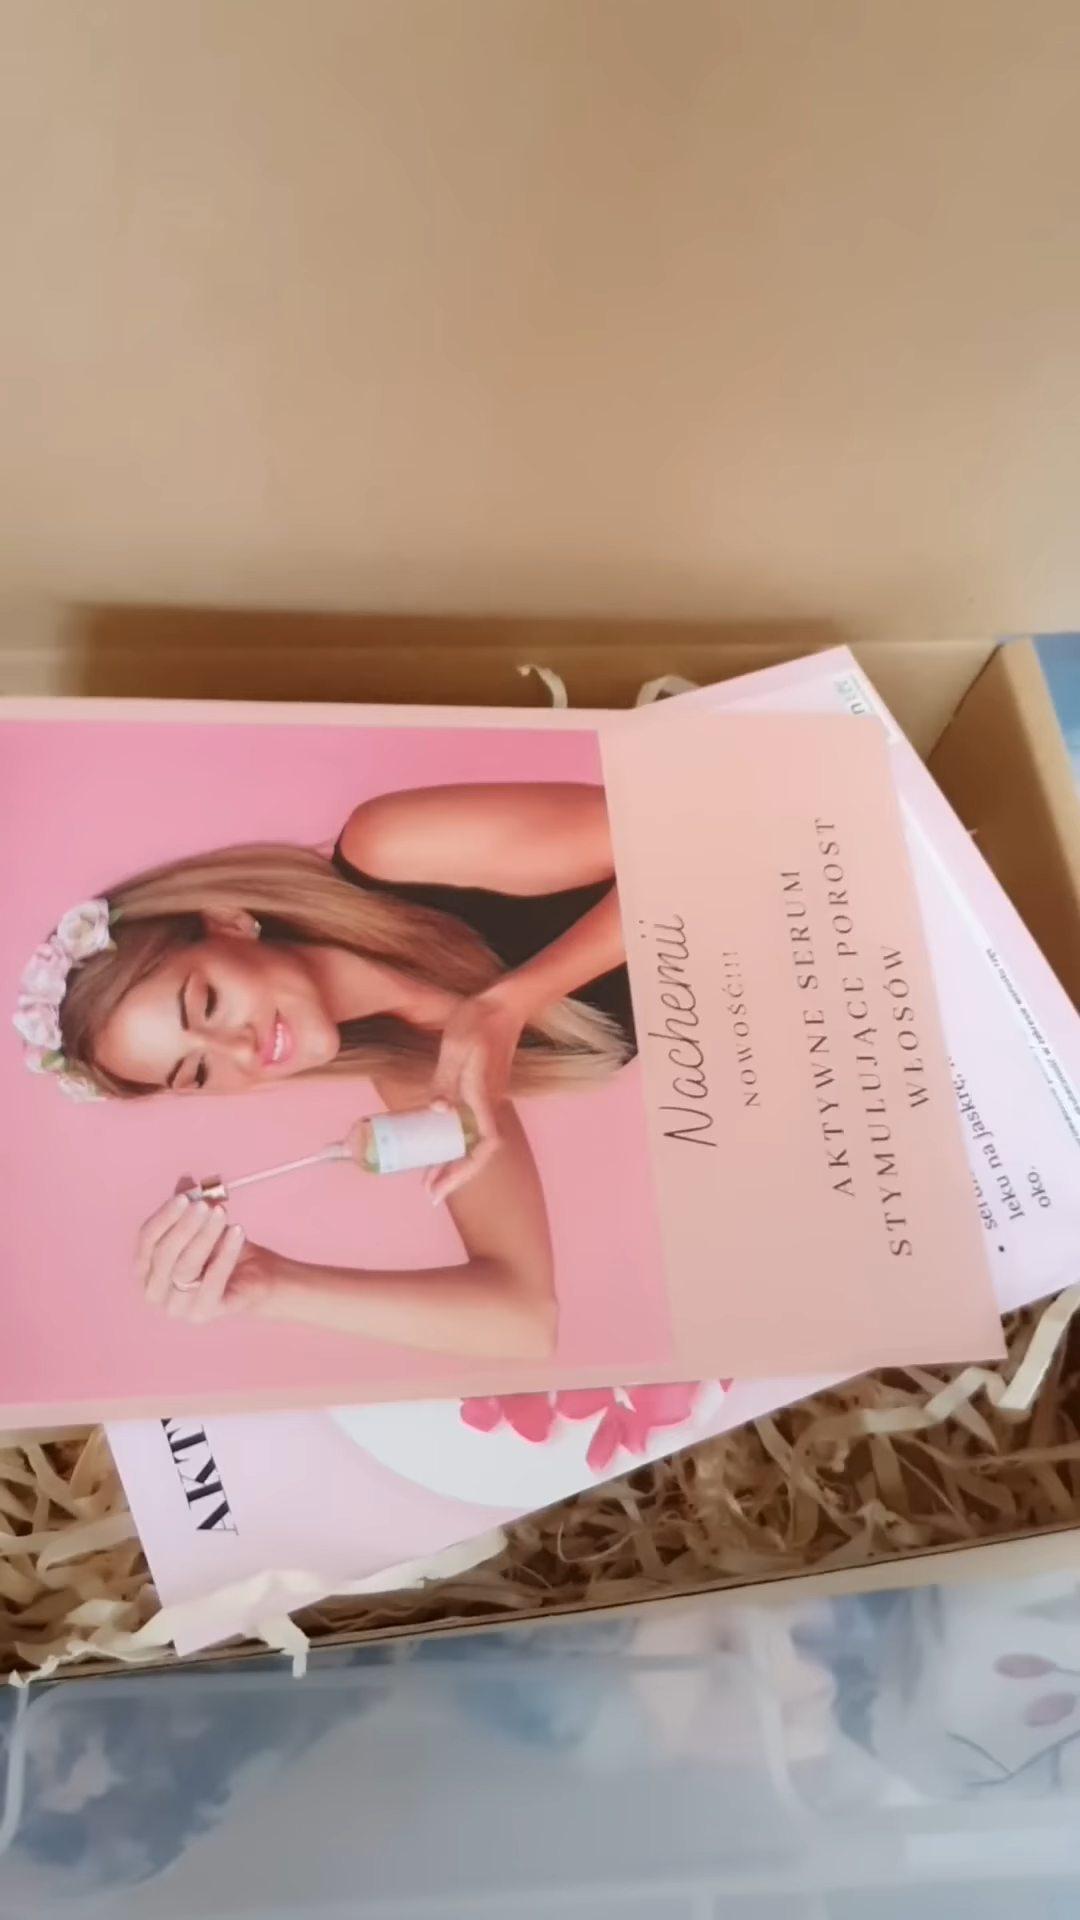 Nachemii
NOWOŚĆ!!!
AKTYWNE SERUM
STYMULUJĄCE POROST
WŁOSÓW
AKT
leku na jaskrę,
oko.